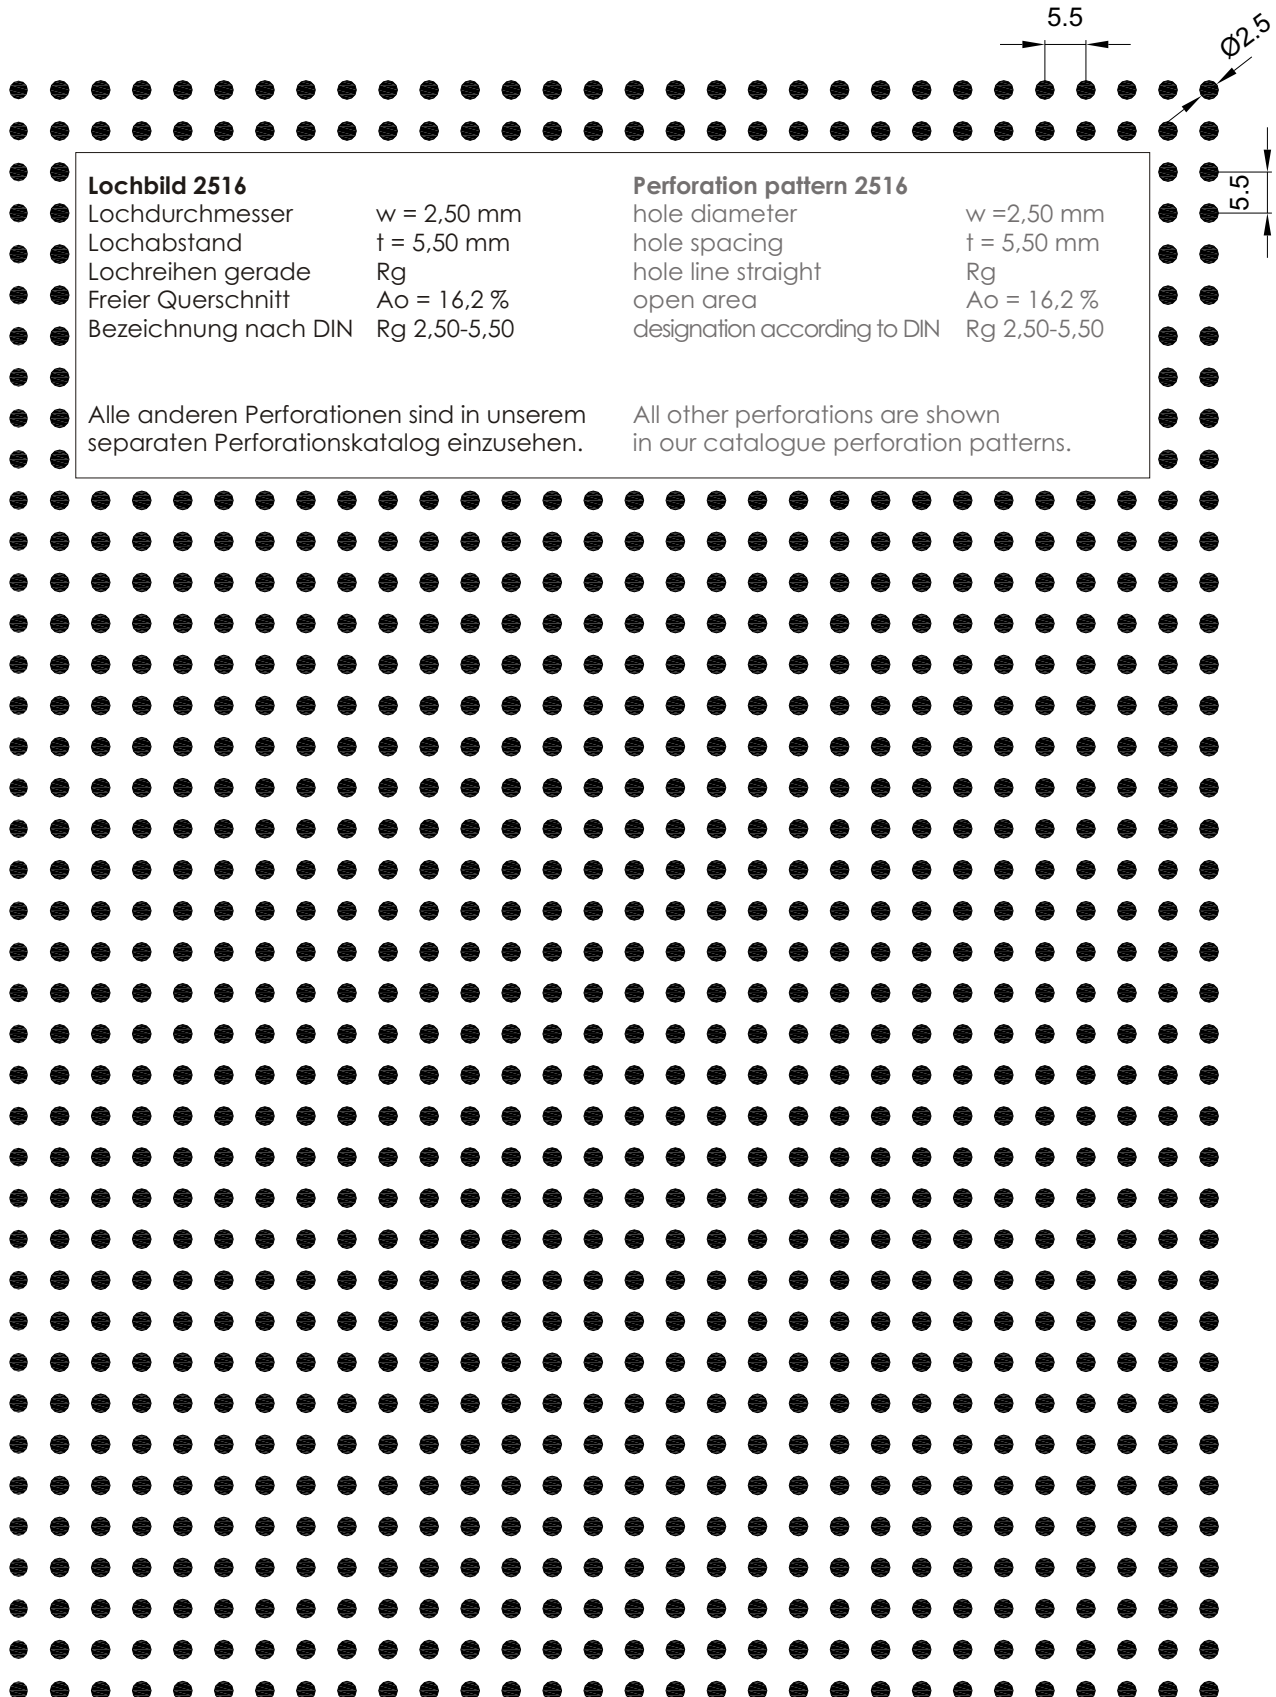 5.5
Ø2.5
5.5
Lochbild 2516
Lochdurchmesser w = 2,50 mm
Lochabstand t = 5,50 mm
Lochreihen gerade Rg
Freier Querschnitt Ao = 16,2 %
Bezeichnung nach DIN Rg 2,50-5,50
Alle anderen Perforationen sind in unserem
separaten Perforationskatalog einzusehen.
Perforation pattern 2516
hole diameter w =2,50 mm
hole spacing t = 5,50 mm
hole line straight Rg
open area Ao = 16,2 %
designation according to DIN Rg 2,50-5,50
All other perforations are shown
in our catalogue perforation patterns.